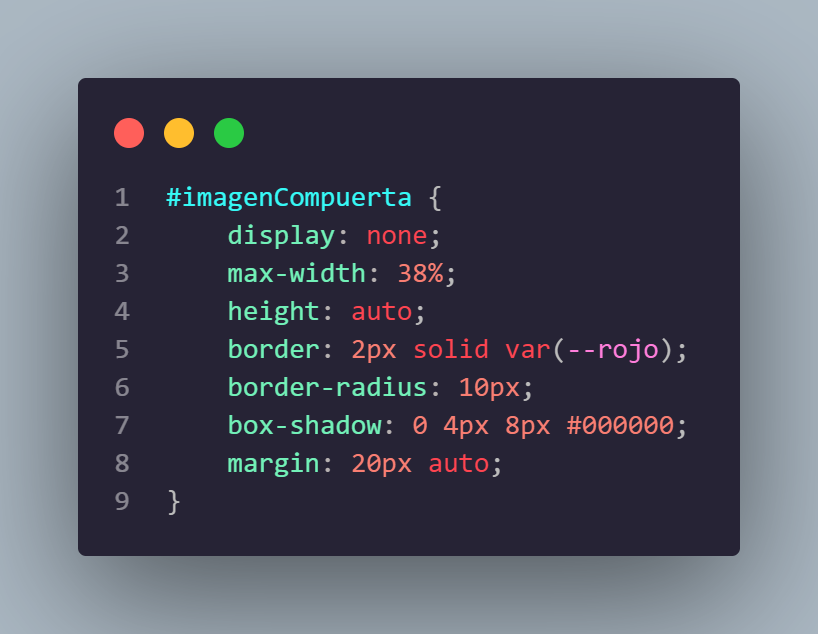 1 #imagenCompuerta {
2     display: none;
3     max-width: 38%;
4     height: auto;
5     border: 2px solid var(--rojo);
6     border-radius: 10px;
7     box-shadow: 0 4px 8px #000000;
8     margin: 20px auto;
9 }